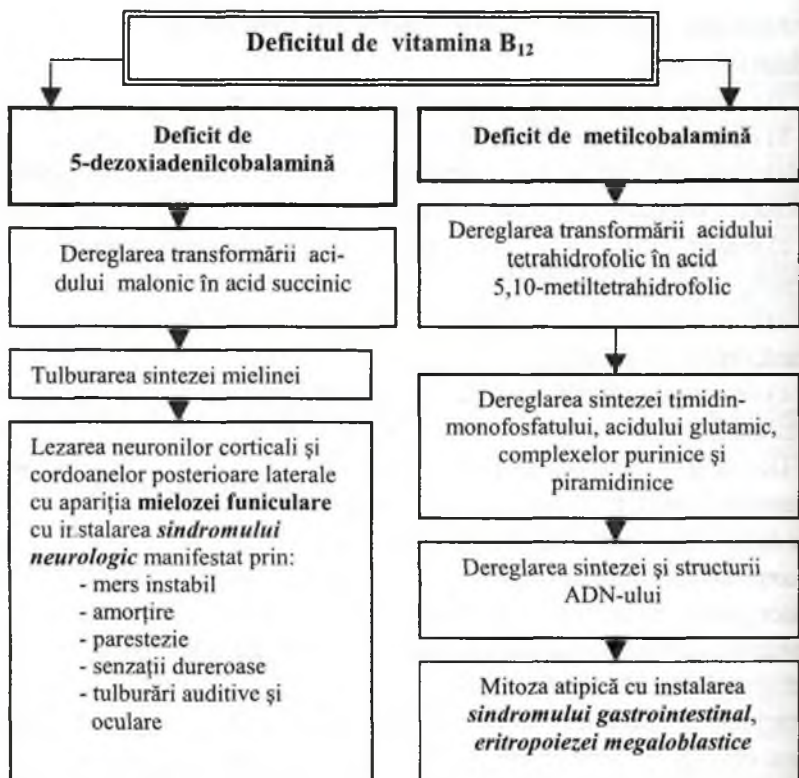 Deficitul de vitamina B₁₂
Deficit de
5-dezoxiadenilcobalamină
Dereglarea transformării aci-
dului malonic în acid succinic
Tulburarea sintezei mielinei
Lezarea neuronilor corticali și
cordoanelor posterioare laterale
cu apariția mielozei funiculare
cu ir.stalarea sindromului
neurologic manifestat prin:
- mers instabil
- amorțire
- parestezie
- senzații dureroase
- tulburări auditive și
oculare
Deficit de metilcobalamină
Dereglarea transformării acidului
tetrahidrofolic în acid
5,10-metiltetrahidrofolic
Dereglarea sintezei timidin-
monofosfatului, acidului glutamic,
complexelor purinice și
piramidinice
Dereglarea sintezei și structurii
ADN-ului
Mitoza atipică cu instalarea
sindromului gastrointestinal,
eritropoiezei megaloblastice